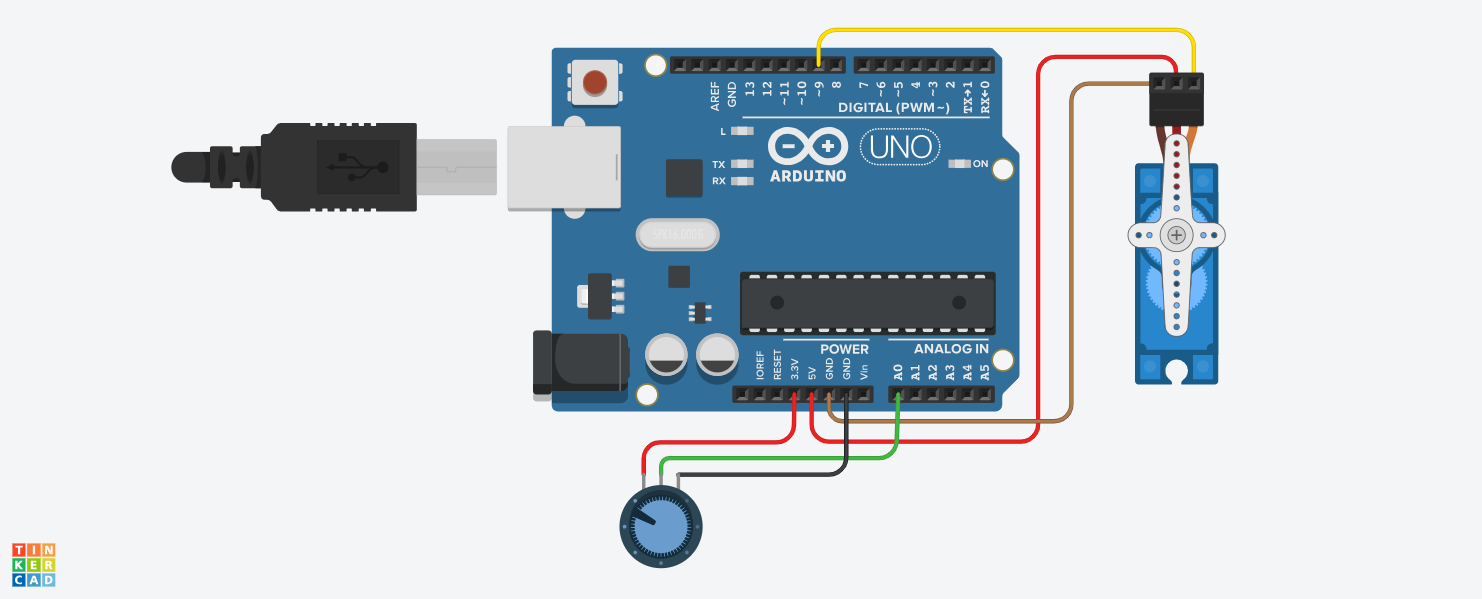 AREF
GND
13
12
~11
~10
~9
8
7
~6
~5
4
~3
2
TX→1
RX←0
DIGITAL (PWM~)
L
TX
RX
ARDUINO
UNO
ON
SPK16.000G
POWER
ANALOG IN
IOREF
RESET
3.3V
5V
GND
GND
Vin
A0
A1
A2
A3
A4
A5
TIN
KER
CAD